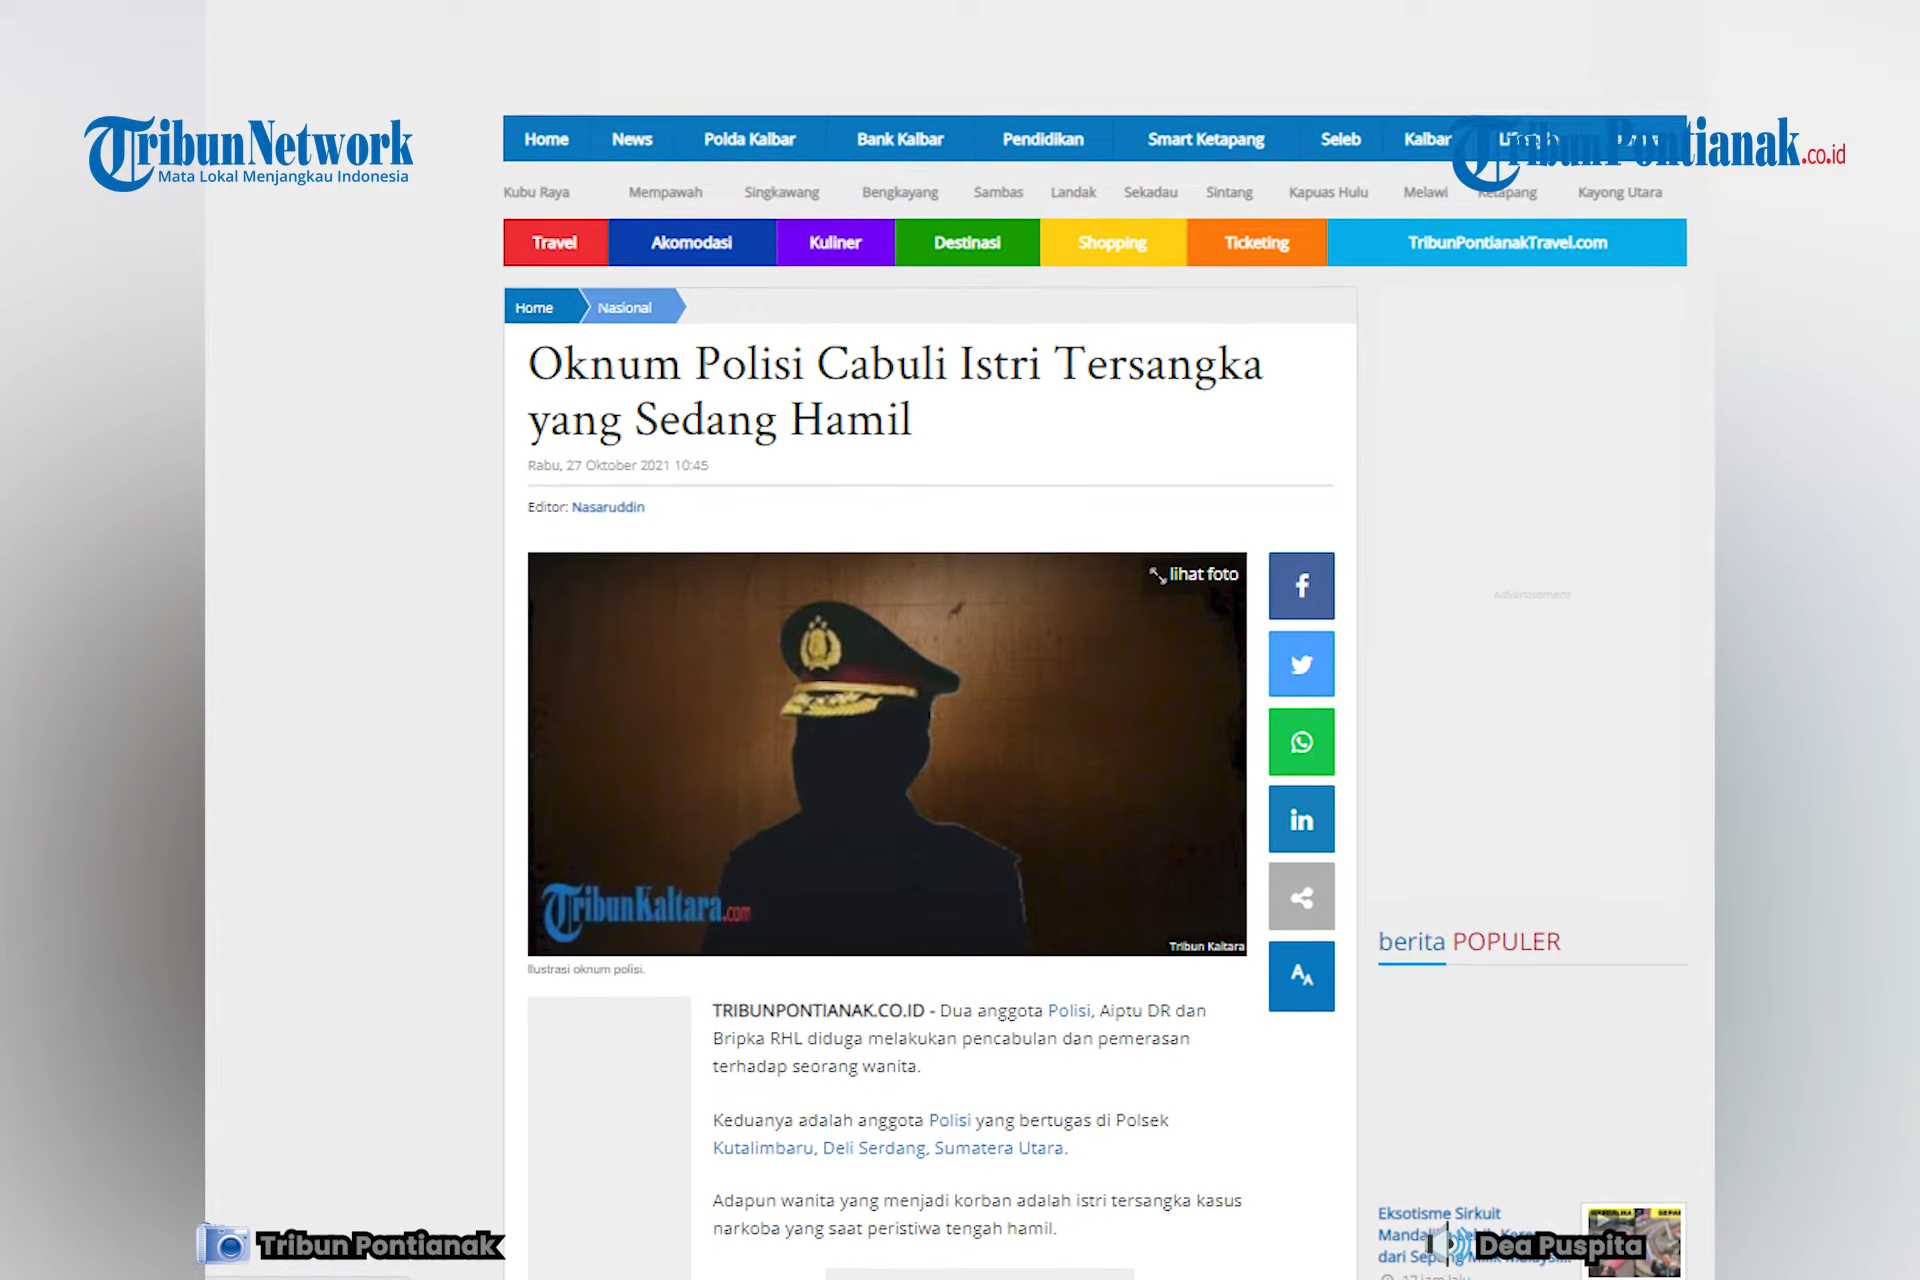 TribunNetwork
Mata Lokal Menjangkau Indonesia
TribunPontianak.co.id
Home News Polda Kalbar Bank Kalbar Pendidikan Smart Ketapang Seleb Kalbar Lifestyle
Kubu Raya Mempawah Singkawang Bengkayang Sambas Landak Sekadau Sintang Kapuas Hulu Melawi Ketapang Kayong Utara
Travel Akomodasi Kuliner Destinasi Shopping Ticketing TribunPontianakTravel.com
Home Nasional
Oknum Polisi Cabuli Istri Tersangka
yang Sedang Hamil
Rabu, 27 Oktober 2021 10:45
Editor: Nasaruddin
lihat foto
TribunKaltara.com
Tribun Kaltara
Ilustrasi oknum polisi.
Advertisement
TRIBUNPONTIANAK.CO.ID - Dua anggota Polisi, Aiptu DR dan
Bripka RHL diduga melakukan pencabulan dan pemerasan
terhadap seorang wanita.
Keduanya adalah anggota Polisi yang bertugas di Polsek
Kutalimbaru, Deli Serdang, Sumatera Utara.
Adapun wanita yang menjadi korban adalah istri tersangka kasus
narkoba yang saat peristiwa tengah hamil.
berita POPULER
Eksotisme Sirkuit
dari
Tribun Pontianak
Dea Puspita